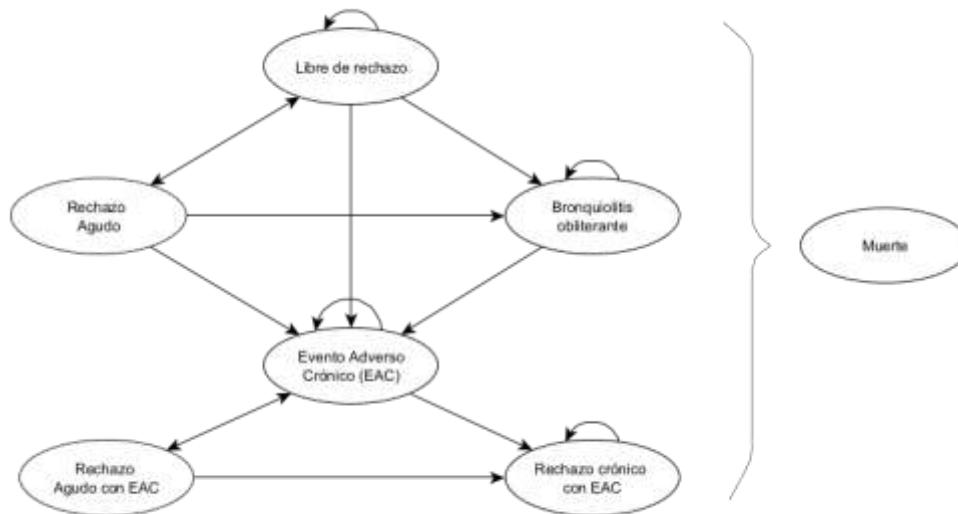 Libre de rechazo
Rechazo
Agudo
Bronquiolitis
obliterante
Muerte
Evento Adverso
Crónico (EAC)
Rechazo
Agudo con EAC
Rechazo crónico
con EAC